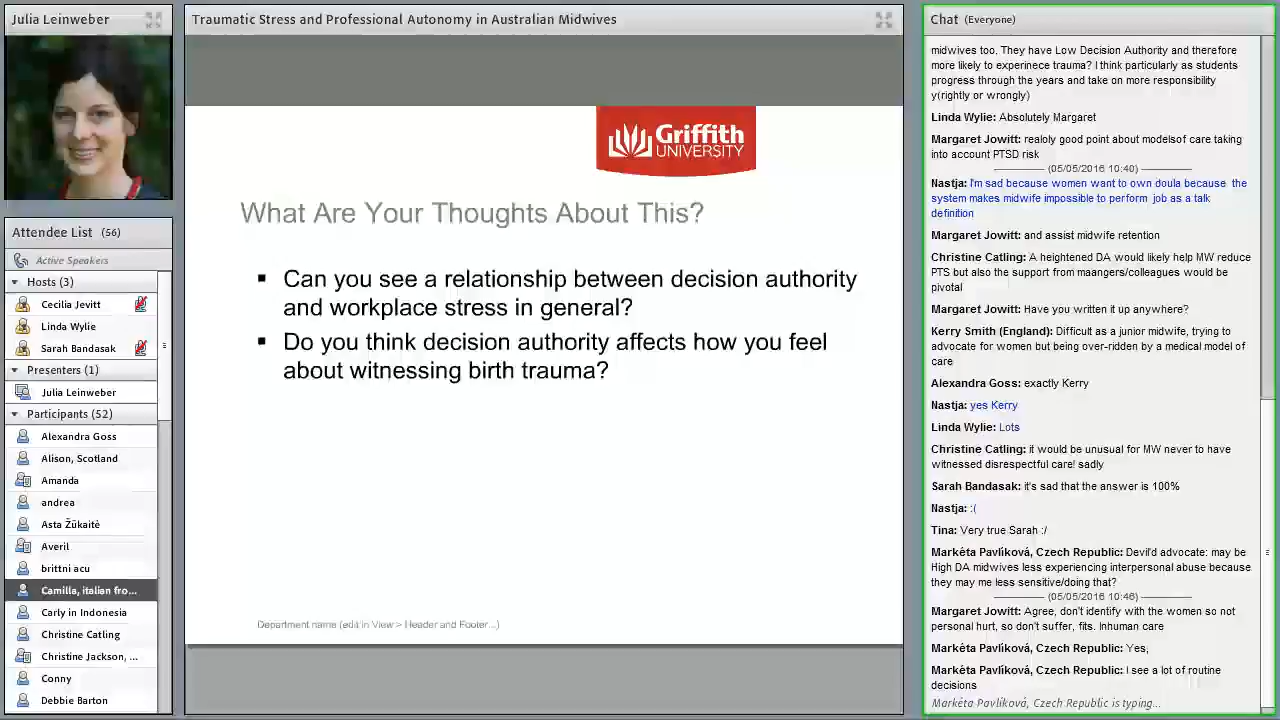 Julia Leinweber
Attendee List (56)
Active Speakers
Hosts (3)
Cecilia Jevitt
Linda Wylie
Sarah Bandasak
Presenters (1)
Julia Leinweber
Participants (52)
Alexandra Goss
Alison, Scotland
Amanda
andrea
Asta Žūkaitė
Averil
brittni acu
Camilla, italian fro...
Carly in Indonesia
Christine Catling
Christine Jackson, ...
Conny
Debbie Barton
Traumatic Stress and Professional Autonomy in Australian Midwives
Griffith
UNIVERSITY
What Are Your Thoughts About This?
▪ Can you see a relationship between decision authority
and workplace stress in general?
▪ Do you think decision authority affects how you feel
about witnessing birth trauma?
Department name (edit in View > Header and Footer...)
Chat (Everyone)
midwives too. They have Low Decision Authority and therefore
more likely to experinece trauma? I think particularly as students
progress through the years and take on more responsibility
y(rightly or wrongly)
Linda Wylie: Absolutely Margaret
Margaret Jowitt: realoly good point about modelsof care taking
into account PTSD risk
(05/05/2016 10:40)
Nastja: I'm sad because women want to own doula because the
system makes midwife impossible to perform job as a talk
definition
Margaret Jowitt: and assist midwife retention
Christine Catling: A heightened DA would likely help MW reduce
PTS but also the support from maangers/colleagues would be
pivotal
Margaret Jowitt: Have you written it up anywhere?
Kerry Smith (England): Difficult as a junior midwife, trying to
advocate for women but being over-ridden by a medical model of
care
Alexandra Goss: exactly Kerry
Nastja: yes Kerry
Linda Wylie: Lots
Christine Catling: it would be unusual for MW never to have
witnessed disrespectful care! sadly
Sarah Bandasak: it's sad that the answer is 100%
Nastja: :(
Tina: Very true Sarah :/
Markéta Pavlíková, Czech Republic: Devil'd advocate: may be
High DA midwives less experiencing interpersonal abuse because
they may me less sensitive/doing that?
(05/05/2016 10:46)
Margaret Jowitt: Agree, don't identify with the women so not
personal hurt, so don't suffer, fits. Inhuman care
Markéta Pavlíková, Czech Republic: Yes,
Markéta Pavlíková, Czech Republic: I see a lot of routine
decisions
Markéta Pavlíková, Czech Republic is typing...